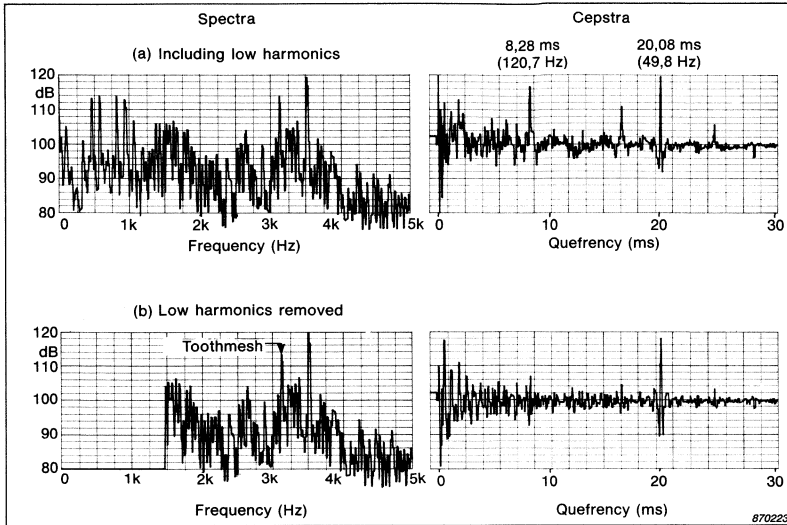 Spectra
Cepstra
(a) Including low harmonics
8,28 ms
(120,7 Hz)
20,08 ms
(49,8 Hz)
120
dB
110
100
90
80
0 1k 2k 3k 4k 5k
Frequency (Hz)
0 10 20 30
Quefrency (ms)
(b) Low harmonics removed
120
dB
110
100
90
80
Toothmesh
0 1k 2k 3k 4k 5k
Frequency (Hz)
0 10 20 30
Quefrency (ms)
870223